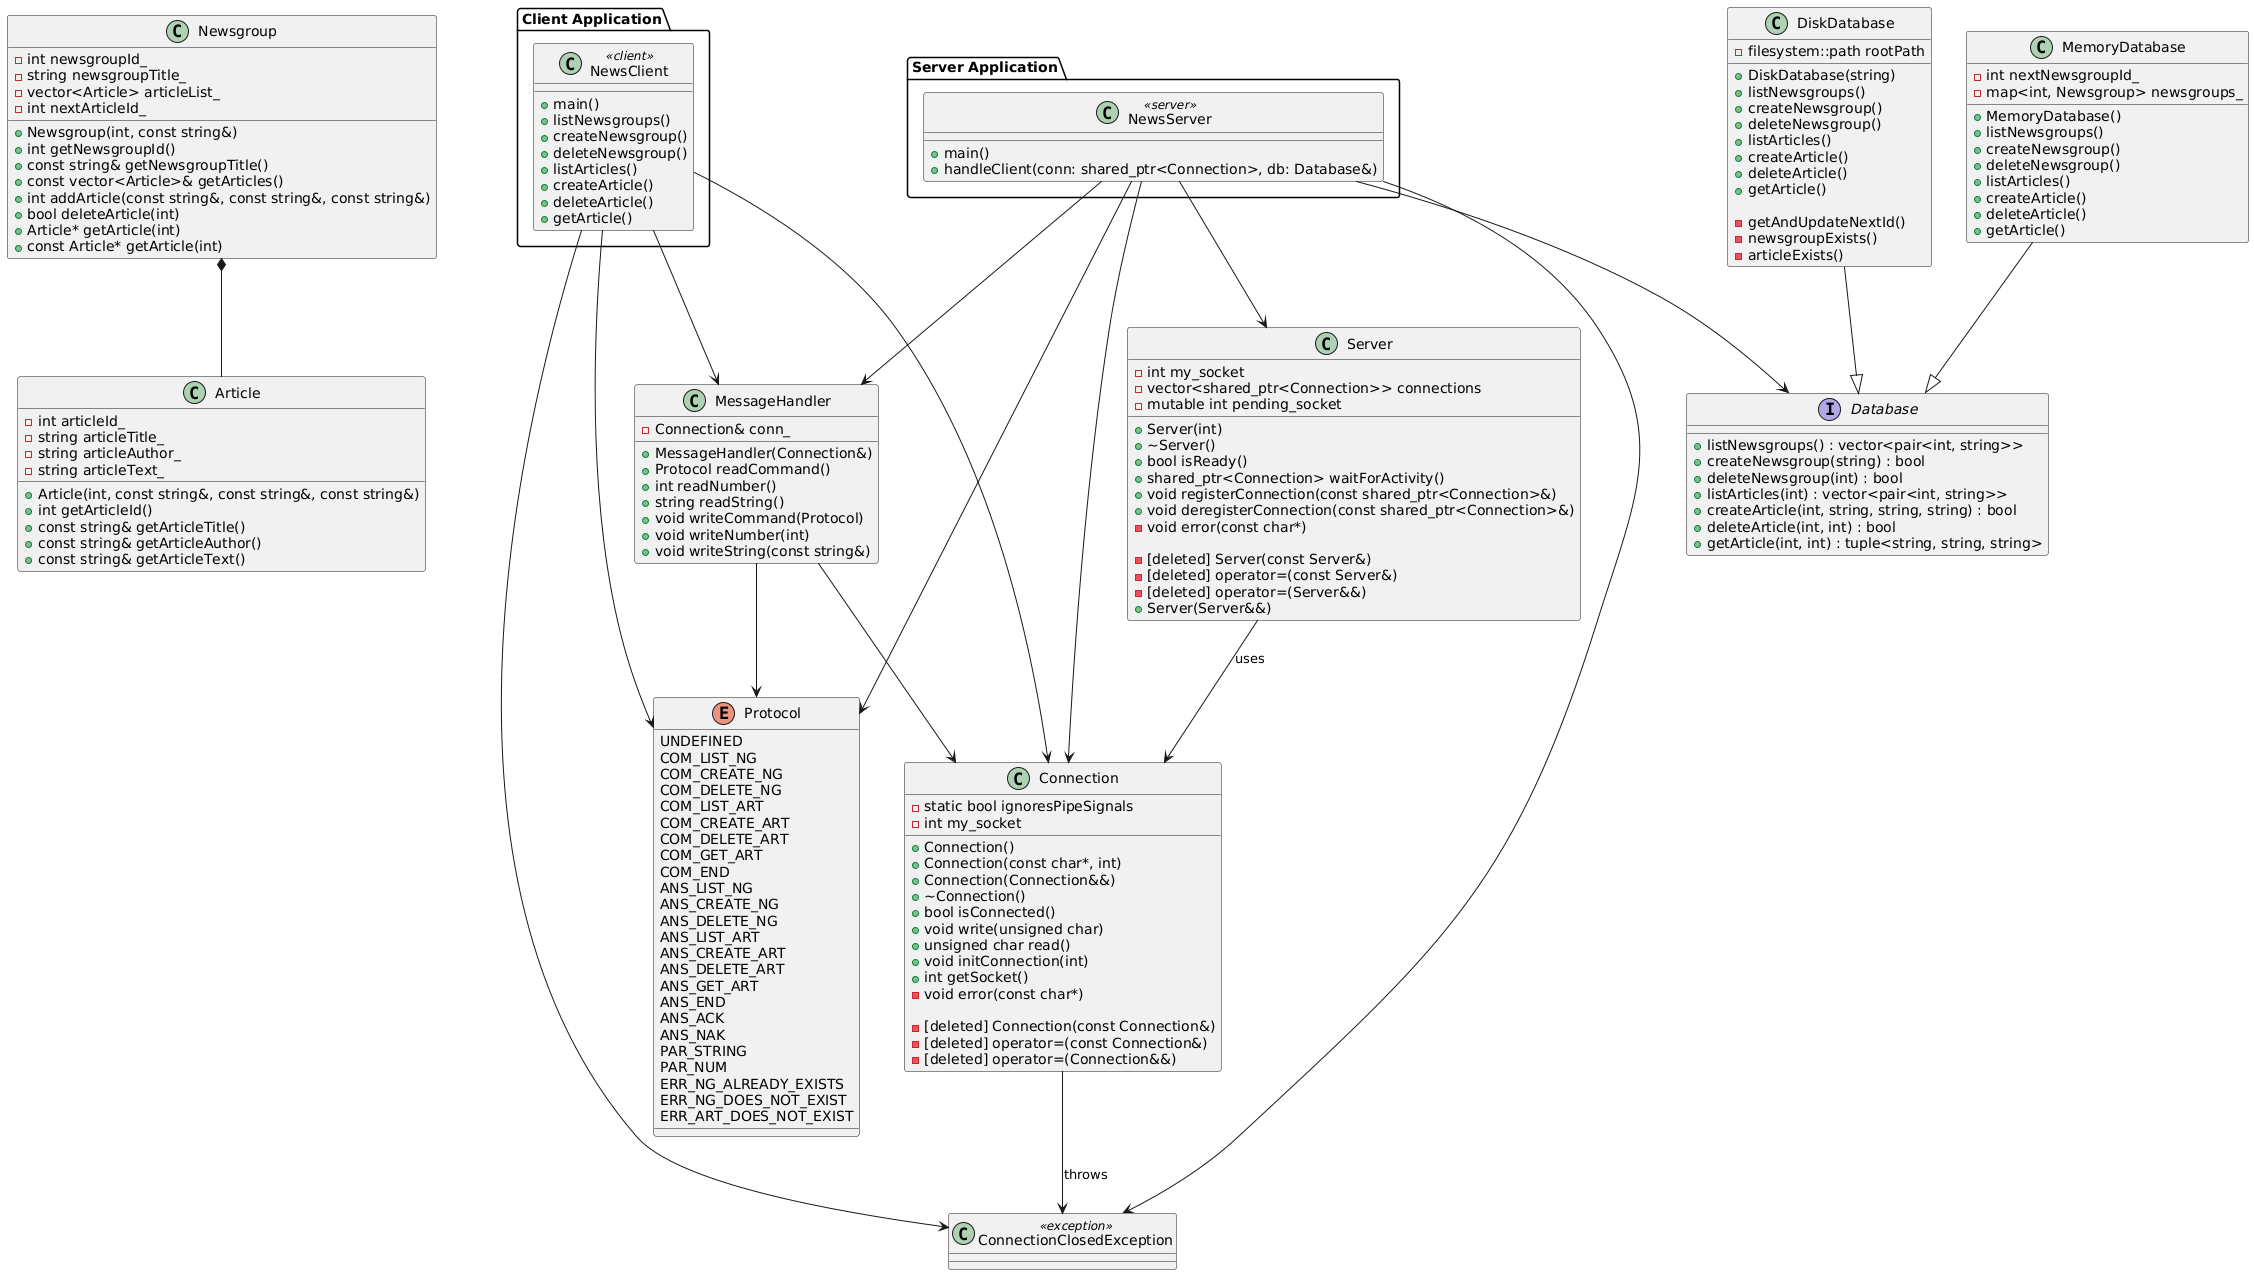 Newsgroup
int newsgroupId_
string newsgroupTitle_
vector<Article> articleList_
int nextArticleId_
Newsgroup(int, const string&)
int getNewsgroupId()
const string& getNewsgroupTitle()
const vector<Article>& getArticles()
int addArticle(const string&, const string&, const string&)
bool deleteArticle(int)
Article* getArticle(int)
const Article* getArticle(int)
Article
int articleId_
string articleTitle_
string articleAuthor_
string articleText_
Article(int, const string&, const string&, const string&)
int getArticleId()
const string& getArticleTitle()
const string& getArticleAuthor()
const string& getArticleText()
Client Application
«client»
NewsClient
main()
listNewsgroups()
createNewsgroup()
deleteNewsgroup()
listArticles()
createArticle()
deleteArticle()
getArticle()
Server Application
«server»
NewsServer
main()
handleClient(conn: shared_ptr<Connection>, db: Database&)
DiskDatabase
filesystem::path rootPath
DiskDatabase(string)
listNewsgroups()
createNewsgroup()
deleteNewsgroup()
listArticles()
createArticle()
deleteArticle()
getArticle()
getAndUpdateNextId()
newsgroupExists()
articleExists()
MemoryDatabase
int nextNewsgroupId_
map<int, Newsgroup> newsgroups_
MemoryDatabase()
listNewsgroups()
createNewsgroup()
deleteNewsgroup()
listArticles()
createArticle()
deleteArticle()
getArticle()
MessageHandler
Connection& conn_
MessageHandler(Connection&)
Protocol readCommand()
int readNumber()
string readString()
void writeCommand(Protocol)
void writeNumber(int)
void writeString(const string&)
Server
int my_socket
vector<shared_ptr<Connection>> connections
mutable int pending_socket
Server(int)
~Server()
bool isReady()
shared_ptr<Connection> waitForActivity()
void registerConnection(const shared_ptr<Connection>&)
void deregisterConnection(const shared_ptr<Connection>&)
void error(const char*)
[deleted] Server(const Server&)
[deleted] operator=(const Server&)
[deleted] operator=(Server&&)
Server(Server&&)
Database
listNewsgroups() : vector<pair<int, string>>
createNewsgroup(string) : bool
deleteNewsgroup(int) : bool
listArticles(int) : vector<pair<int, string>>
createArticle(int, string, string, string) : bool
deleteArticle(int, int) : bool
getArticle(int, int) : tuple<string, string, string>
uses
Protocol
UNDEFINED
COM_LIST_NG
COM_CREATE_NG
COM_DELETE_NG
COM_LIST_ART
COM_CREATE_ART
COM_DELETE_ART
COM_GET_ART
COM_END
ANS_LIST_NG
ANS_CREATE_NG
ANS_DELETE_NG
ANS_LIST_ART
ANS_CREATE_ART
ANS_DELETE_ART
ANS_GET_ART
ANS_END
ANS_ACK
ANS_NAK
PAR_STRING
PAR_NUM
ERR_NG_ALREADY_EXISTS
ERR_NG_DOES_NOT_EXIST
ERR_ART_DOES_NOT_EXIST
Connection
static bool ignoresPipeSignals
int my_socket
Connection()
Connection(const char*, int)
Connection(Connection&&)
~Connection()
bool isConnected()
void write(unsigned char)
unsigned char read()
void initConnection(int)
int getSocket()
void error(const char*)
[deleted] Connection(const Connection&)
[deleted] operator=(const Connection&)
[deleted] operator=(Connection&&)
throws
«exception»
ConnectionClosedException